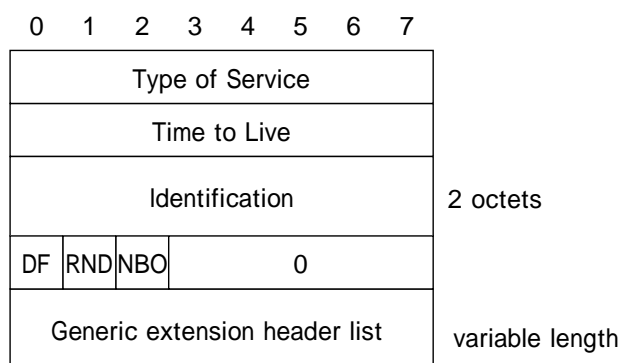 0 1 2 3 4 5 6 7
Type of Service
Time to Live
Identification 2 octets
DF RND NBO 0
Generic extension header list variable length